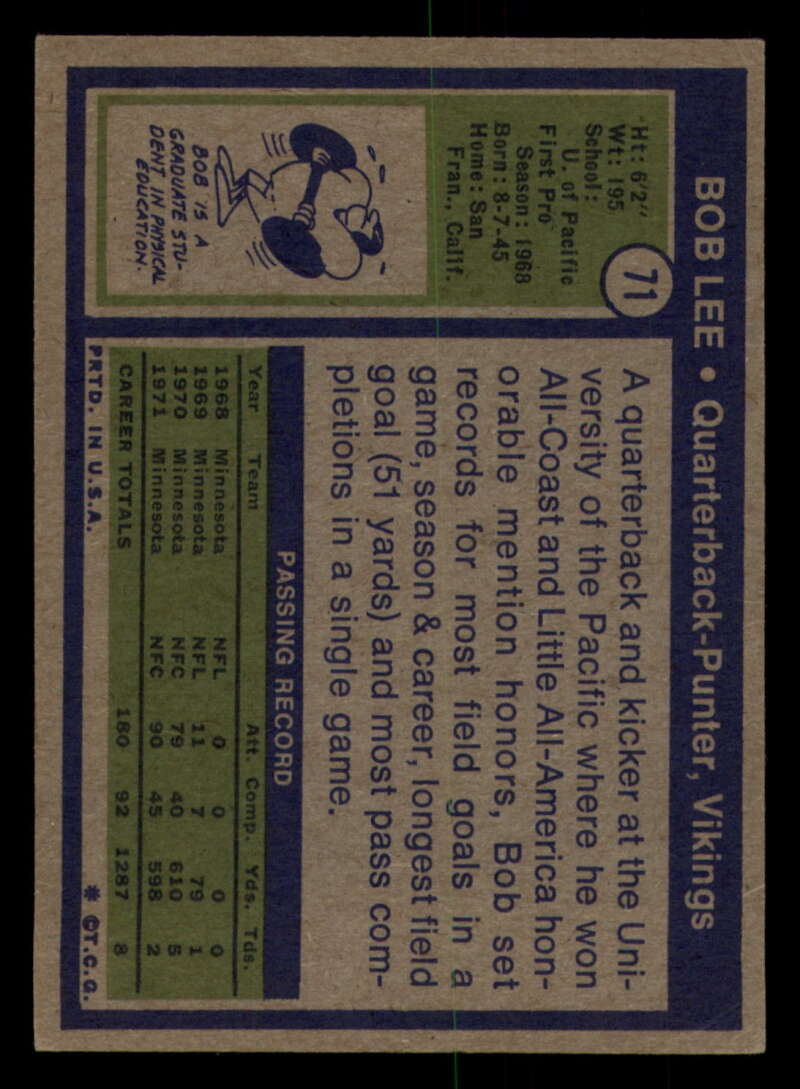 BOB LEE • Quarterback-Punter, Vikings
71
Ht: 6'2"
Wt: 195
School:
U. of Pacific
First Pro
Season: 1968
Born: 8-7-45
Home: San
Fran., Calif.
BOB IS A
GRADUATE STU-
DENT IN PHYSICAL
EDUCATION.
A quarterback and kicker at the Uni-
versity of the Pacific where he won
All-Coast and Little All-America hon-
orable mention honors, Bob set
records for most field goals in a
game, season & career, longest field
goal (51 yards) and most pass com-
pletions in a single game.
PASSING RECORD
Year Team Att. Comp. Yds. Tds.
1968 Minnesota NFL 0 0 0 0
1969 Minnesota NFL 11 7 79 1
1970 Minnesota NFC 79 40 610 5
1971 Minnesota NFC 90 45 598 2
CAREER TOTALS 180 92 1287 8
PRTD. IN U.S.A. * ©T.C.G.